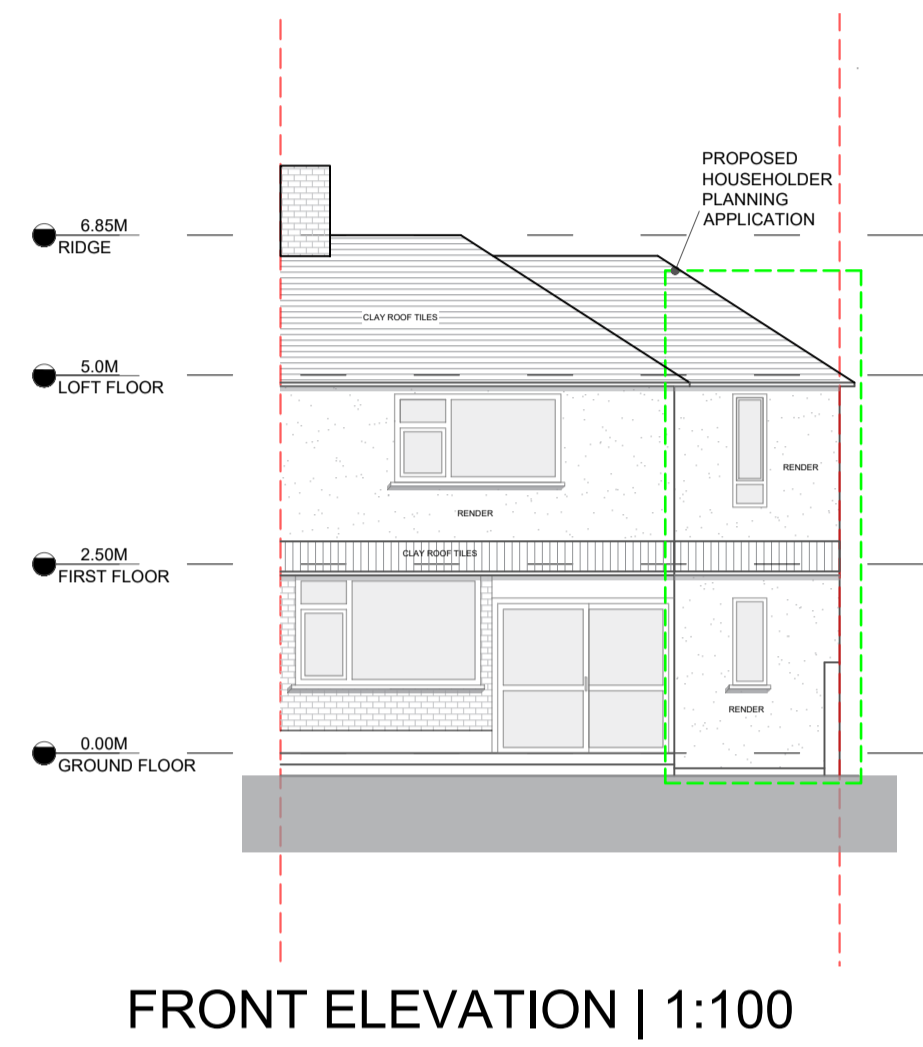 PROPOSED
HOUSEHOLDER
PLANNING
APPLICATION
6.85M
RIDGE
CLAY ROOF TILES
5.0M
LOFT FLOOR
RENDER
RENDER
CLAY ROOF TILES
2.50M
FIRST FLOOR
RENDER
0.00M
GROUND FLOOR
FRONT ELEVATION | 1:100